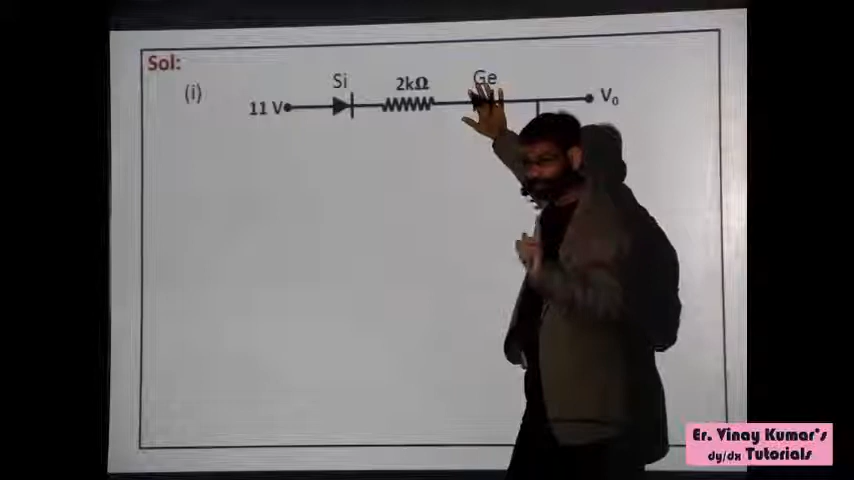 Sol:
(i)
Si
2kΩ
Ge
11 V
V₀
Er. Vinay Kumar's
dy/dx Tutorials